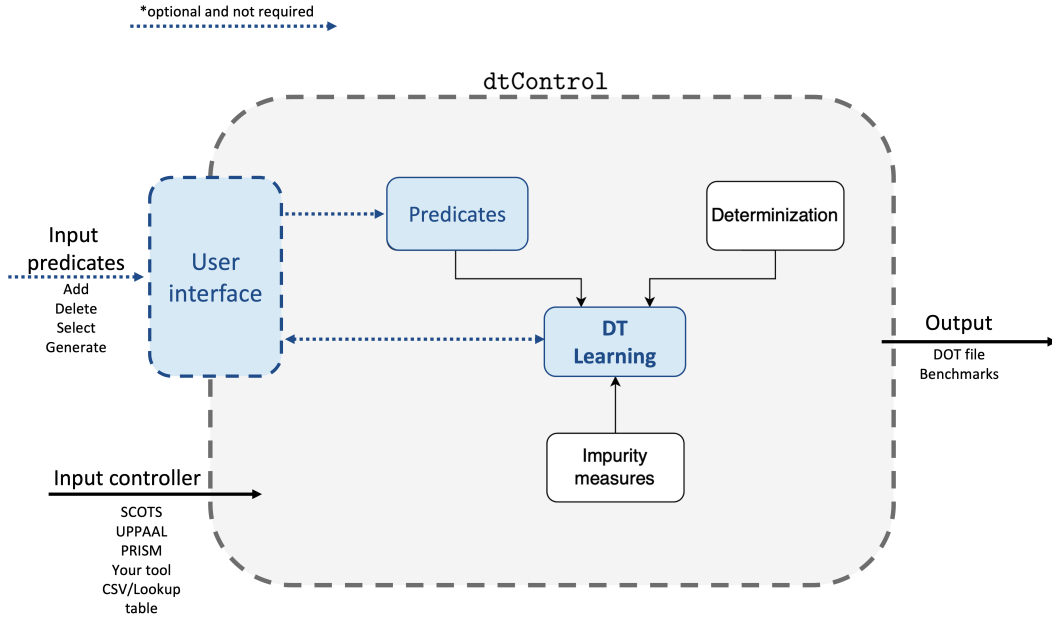 *optional and not required
dtControl
Input
predicates
Add
Delete
Select
Generate
User
interface
Predicates
Determinization
DT
Learning
Impurity
measures
Output
DOT file
Benchmarks
Input controller
SCOTS
UPPAAL
PRISM
Your tool
CSV/Lookup
table